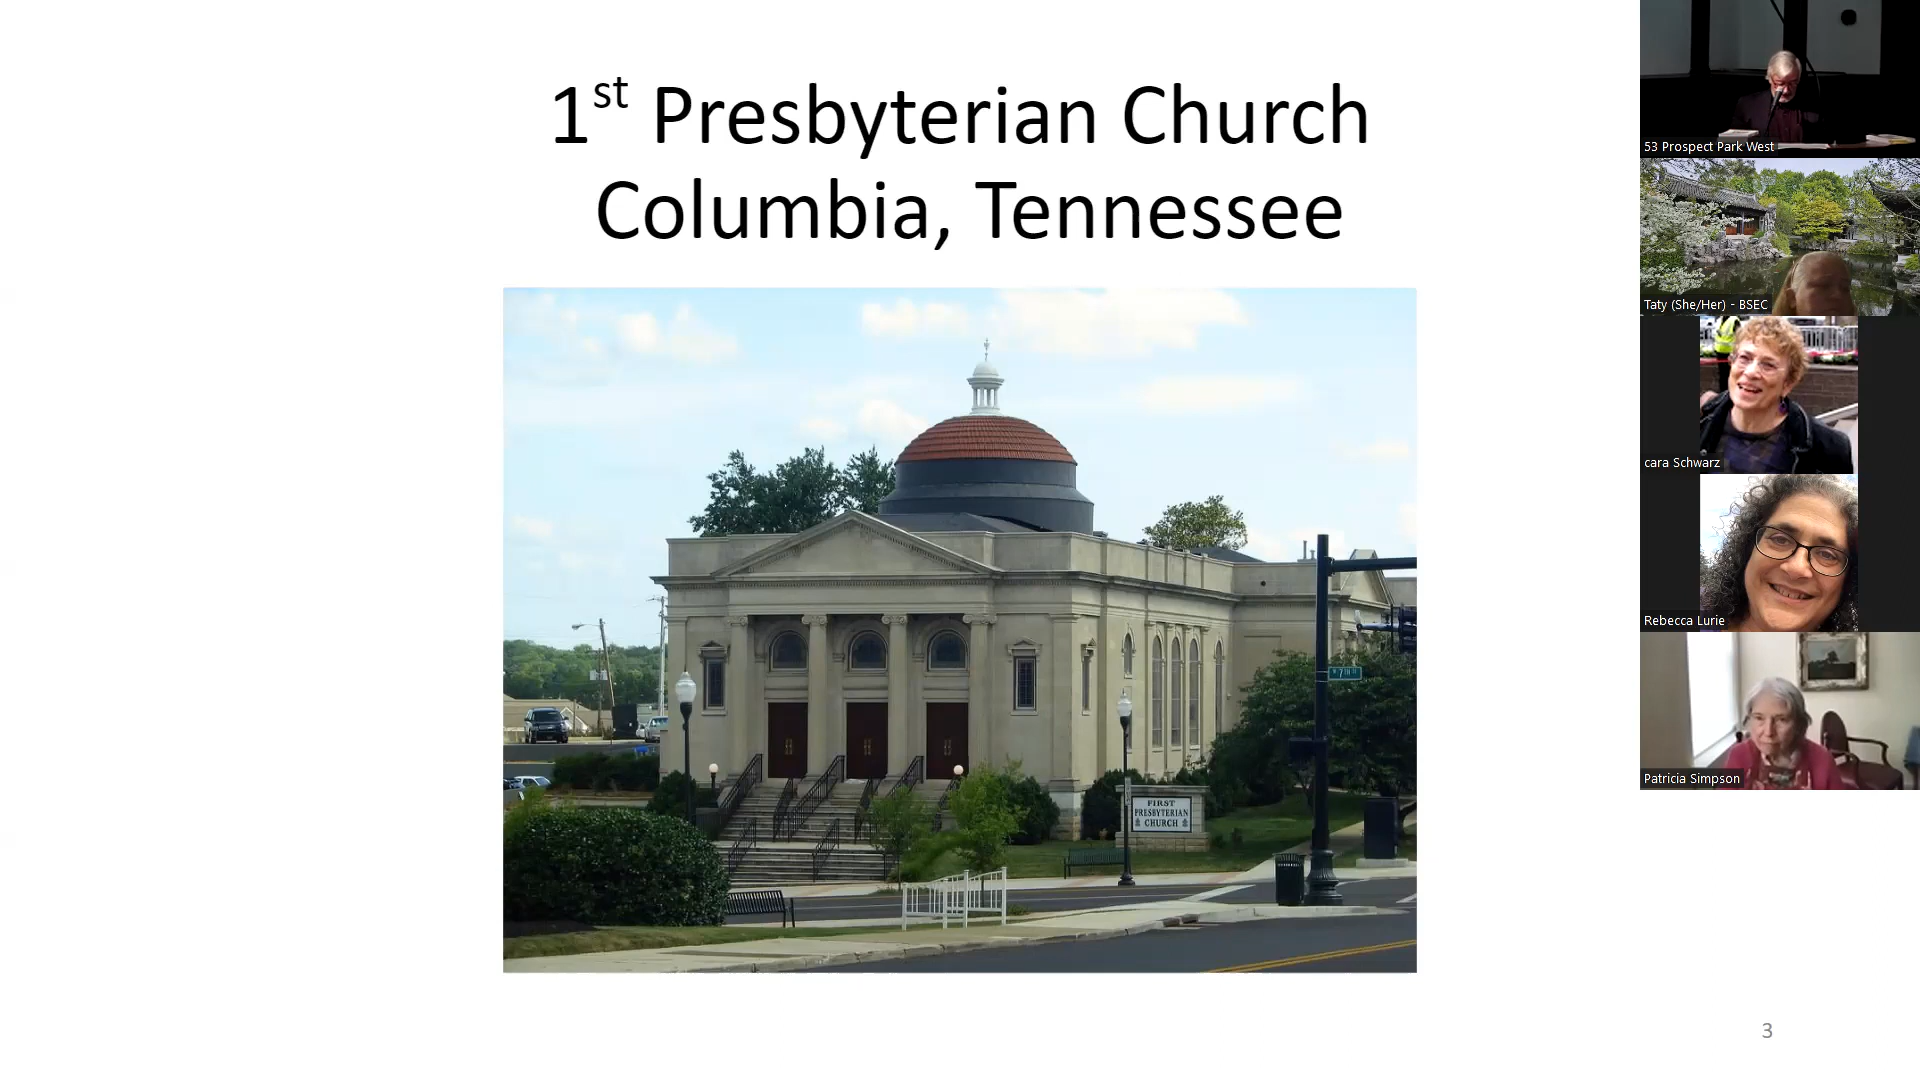 1st Presbyterian Church
Columbia, Tennessee
FIRST
PRESBYTERIAN
CHURCH
3
53 Prospect Park West
Taty (She/Her) - BSEC
cara Schwarz
Rebecca Lurie
Patricia Simpson